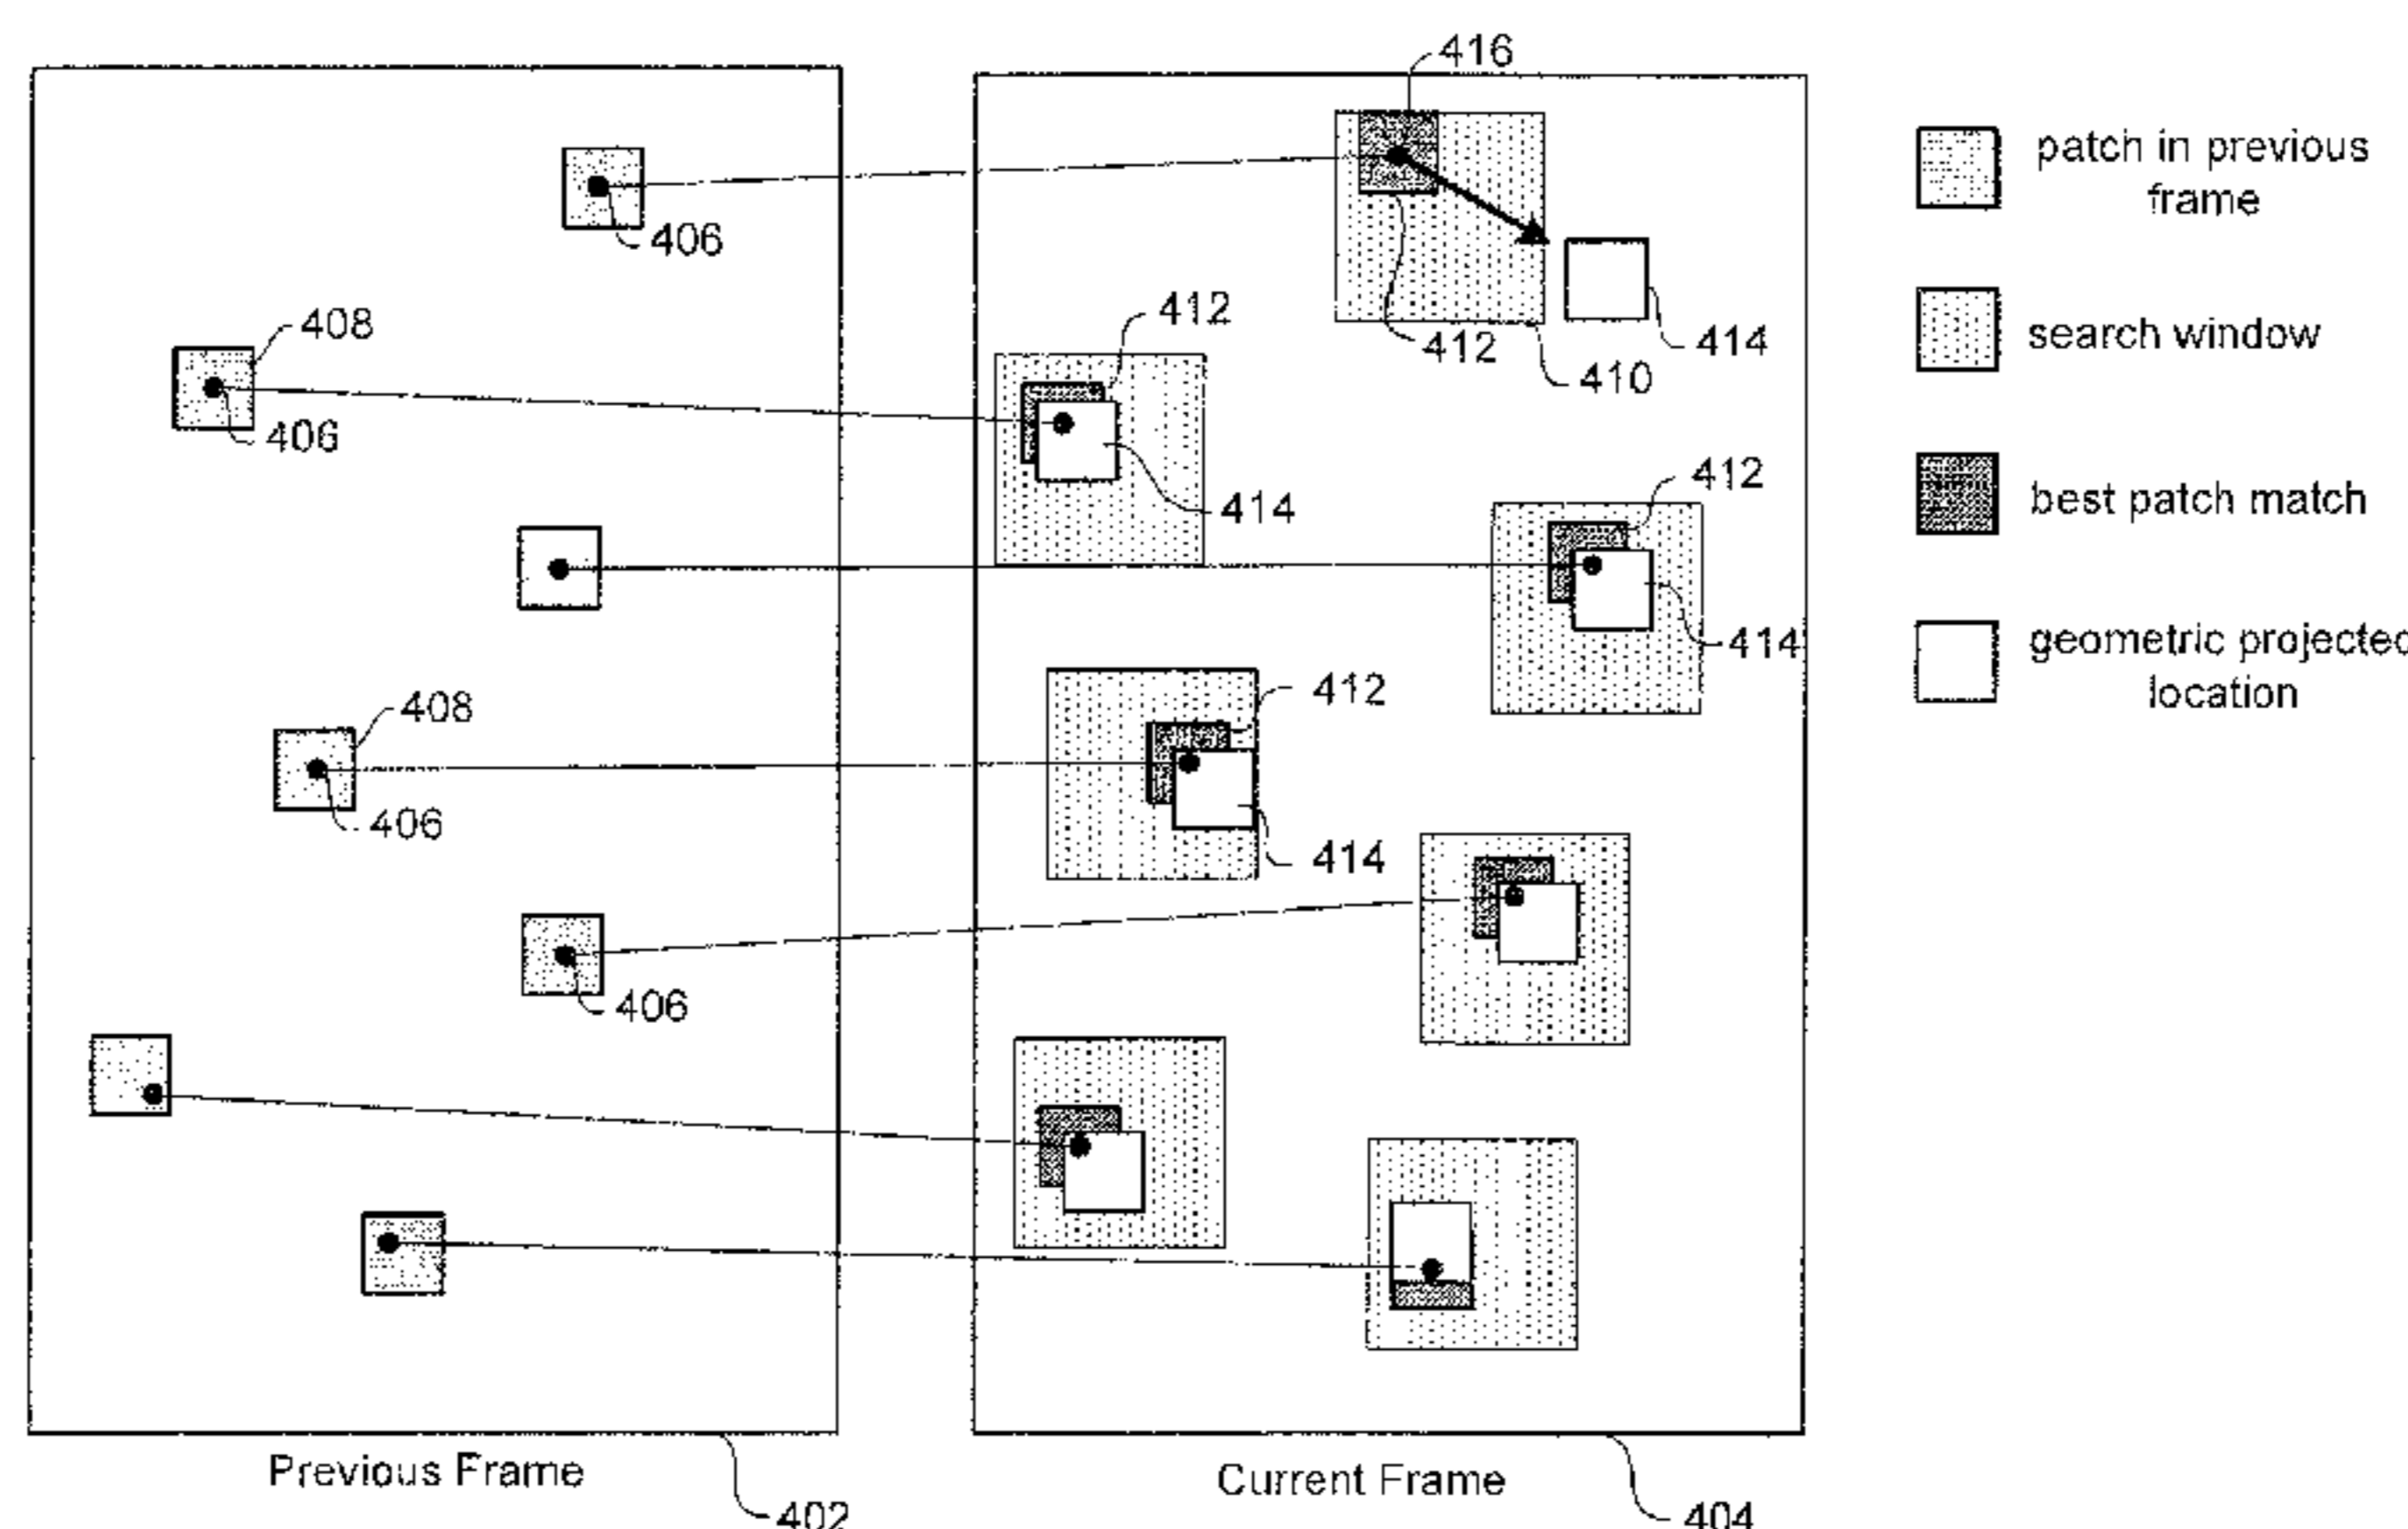 416
406
408
406
412
412
410
414
414
412
414
408
406
412
414
406
patch in previous
frame
search window
best patch match
geometric projected
location
Previous Frame
402
Current Frame
404